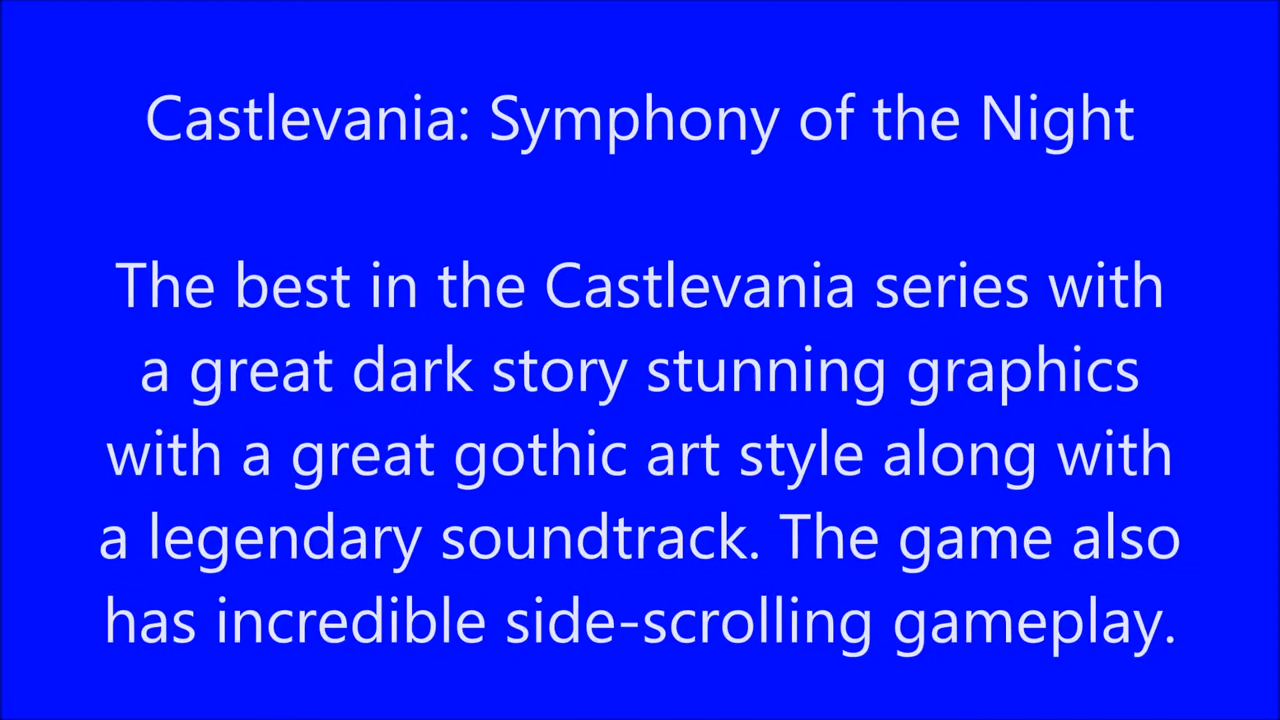 Castlevania: Symphony of the Night
The best in the Castlevania series with
a great dark story stunning graphics
with a great gothic art style along with
a legendary soundtrack. The game also
has incredible side-scrolling gameplay.